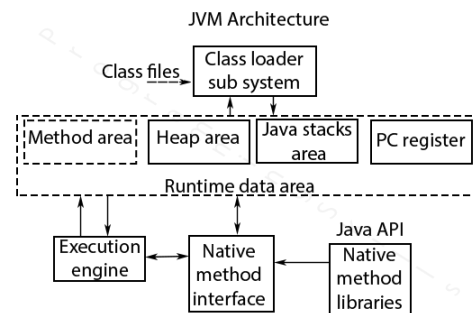 JVM Architecture
Class files
Class loader
sub system
Method area
Heap area
Java stacks
area
PC register
Runtime data area
Execution
engine
Native
method
interface
Java API
Native
method
libraries